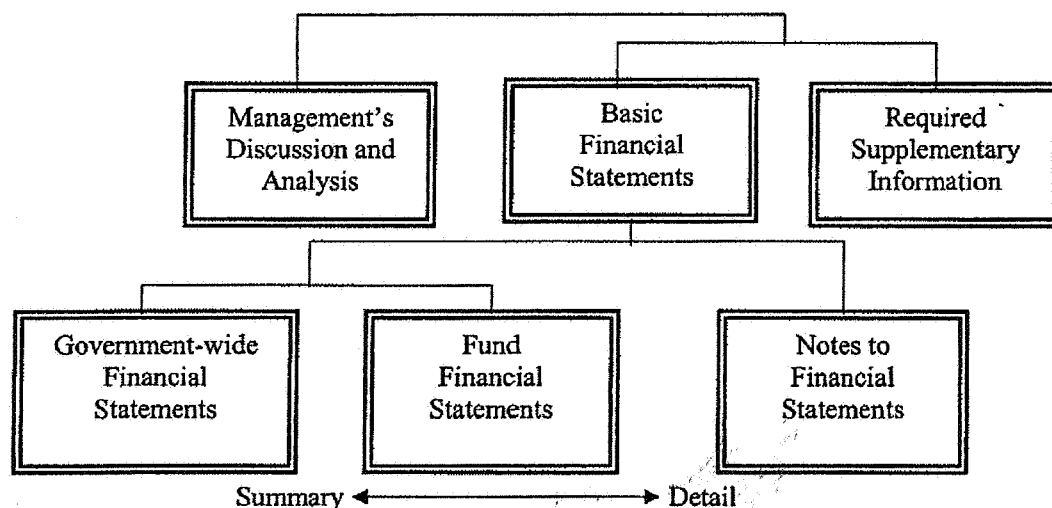 Management's
Discussion and
Analysis
Basic
Financial
Statements
Required
Supplementary
Information
Government-wide
Financial
Statements
Fund
Financial
Statements
Notes to
Financial
Statements
Summary
Detail